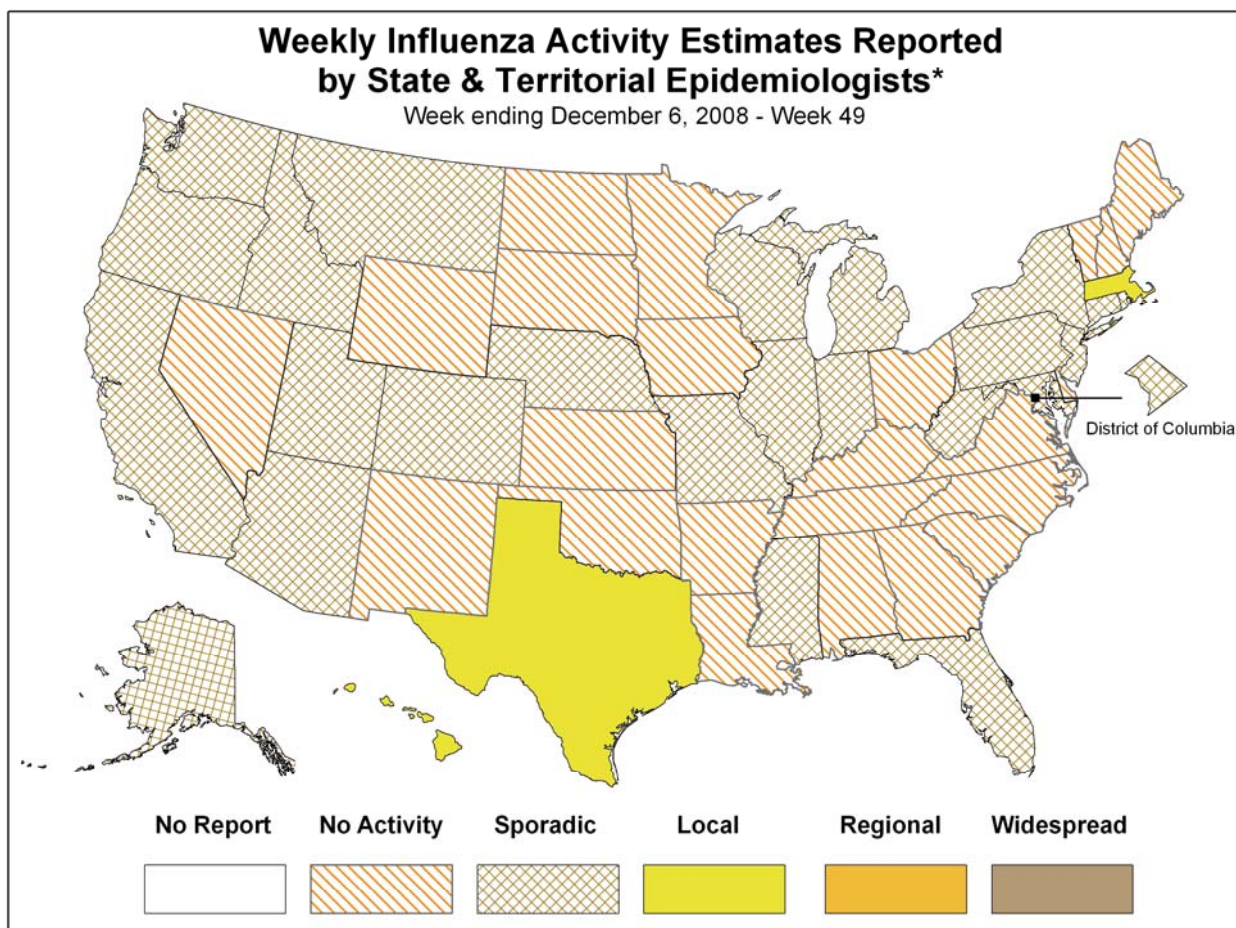 Weekly Influenza Activity Estimates Reported
by State & Territorial Epidemiologists*
Week ending December 6, 2008 - Week 49
District of Columbia
No Report No Activity Sporadic Local Regional Widespread